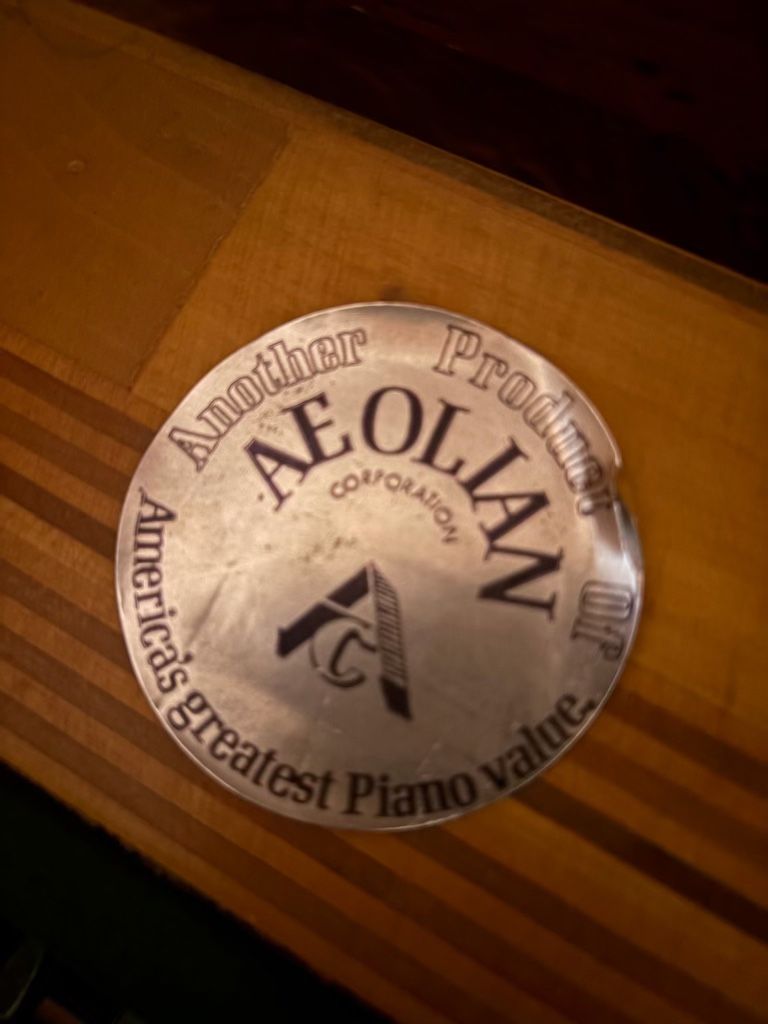 Another Product Of
AEOLIAN
CORPORATION
AC
America's greatest Piano value.